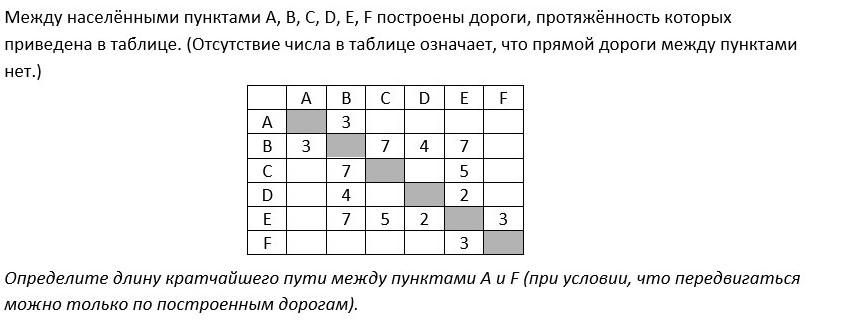 Между населёнными пунктами A, B, C, D, E, F построены дороги, протяжённость которых
приведена в таблице. (Отсутствие числа в таблице означает, что прямой дороги между пунктами
нет.)
A B C D E F
A 3
B 3 7 4 7
C 7 5
D 4 2
E 7 5 2 3
F 3
Определите длину кратчайшего пути между пунктами A и F (при условии, что передвигаться
можно только по построенным дорогам).